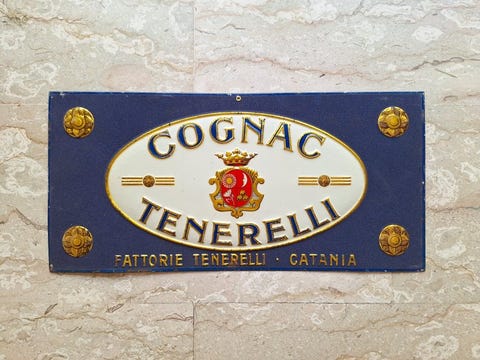 COGNAC
TENERELLI
FATTORIE TENERELLI · CATANIA